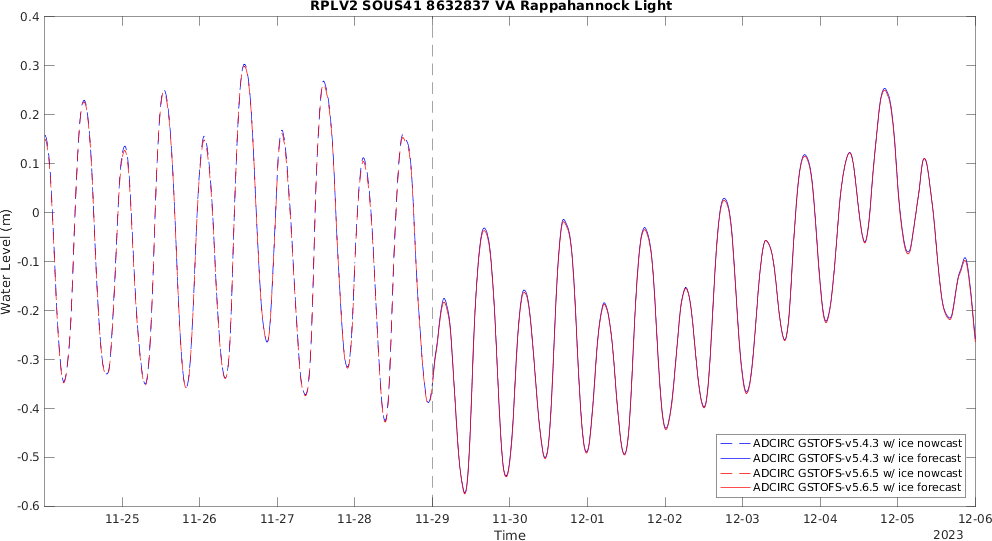 RPLV2 SOUS41 8632837 VA Rappahannock Light
0.4
0.3
0.2
0.1
0
-0.1
-0.2
-0.3
-0.4
-0.5
-0.6
Water Level (m)
ADCIRC GSTOFS-v5.4.3 w/ ice nowcast
ADCIRC GSTOFS-v5.4.3 w/ ice forecast
ADCIRC GSTOFS-v5.6.5 w/ ice nowcast
ADCIRC GSTOFS-v5.6.5 w/ ice forecast
11-25 11-26 11-27 11-28 11-29 11-30 12-01 12-02 12-03 12-04 12-05 12-06
Time
2023